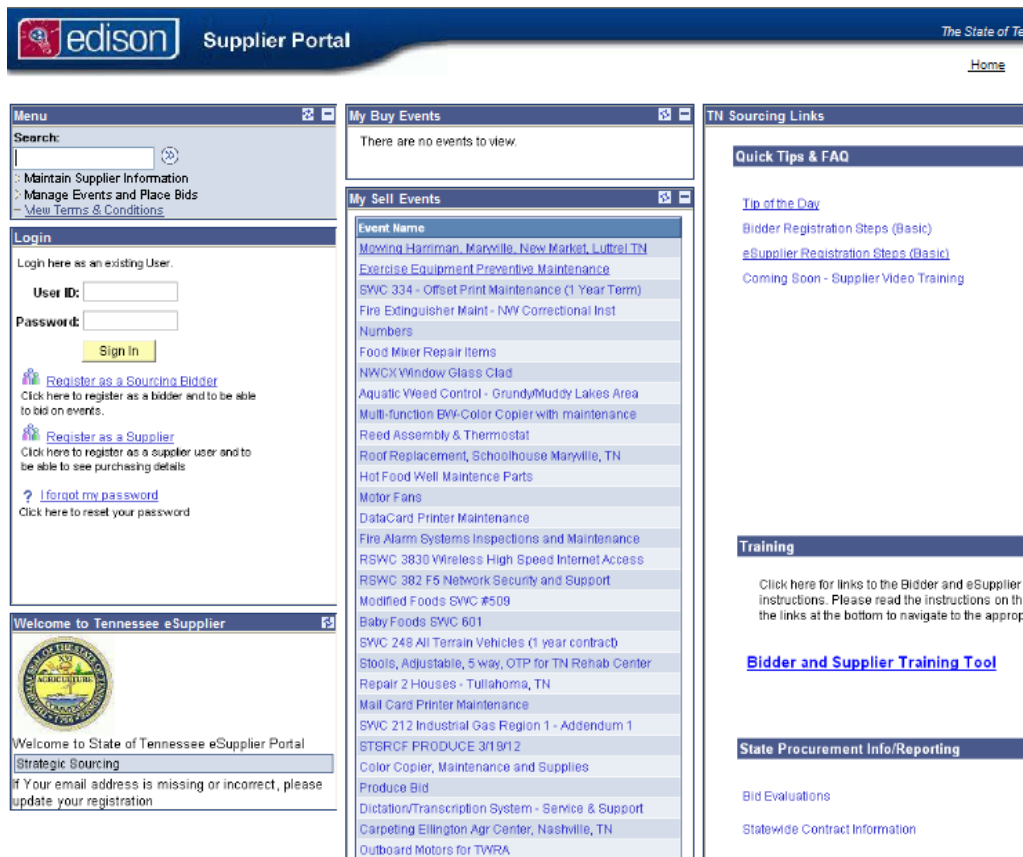 edison
Supplier Portal
The State of Te
Home
Menu
Search:
Maintain Supplier Information
Manage Events and Place Bids
View Terms & Conditions
Login
Login here as an existing User.
User ID:
Password:
Sign In
Register as a Sourcing Bidder
Click here to register as a bidder and to be able
to bid on events.
Register as a Supplier
Click here to register as a supplier user and to
be able to see purchasing details
? I forgot my password
Click here to reset your password
Welcome to Tennessee eSupplier
THE STATE OF
XVI
AGRICULTURE
COMMERCE
1796
Welcome to State of Tennessee eSupplier Portal
Strategic Sourcing
If Your email address is missing or incorrect, please
update your registration
My Buy Events
There are no events to view.
My Sell Events
Event Name
Mowing Harriman, Maryville, New Market, Luttrel TN
Exercise Equipment Preventive Maintenance
SWC 334 - Offset Print Maintenance (1 Year Term)
Fire Extinguisher Maint - NW Correctional Inst
Numbers
Food Mixer Repair Items
NWCX Window Glass Clad
Aquatic Weed Control - Grundy/Muddy Lakes Area
Multi-function BW-Color Copier with maintenance
Reed Assembly & Thermostat
Roof Replacement, Schoolhouse Maryville, TN
Hot Food Well Maintence Parts
Motor Fans
DataCard Printer Maintenance
Fire Alarm Systems Inspections and Maintenance
RSWC 3830 Wireless High Speed Internet Access
RSWC 382 F5 Network Security and Support
Modified Foods SWC #509
Baby Foods SWC 601
SWC 248 All Terrain Vehicles (1 year contract)
Stools, Adjustable, 5 way, OTP for TN Rehab Center
Repair 2 Houses - Tullahoma, TN
Mail Card Printer Maintenance
SWC 212 Industrial Gas Region 1 - Addendum 1
STSRCF PRODUCE 3/19/12
Color Copier, Maintenance and Supplies
Produce Bid
Dictation/Transcription System - Service & Support
Carpeting Ellington Agr Center, Nashville, TN
Outboard Motors for TWRA
TN Sourcing Links
Quick Tips & FAQ
Tip of the Day
Bidder Registration Steps (Basic)
eSupplier Registration Steps (Basic)
Coming Soon - Supplier Video Training
Training
Click here for links to the Bidder and eSupplier
instructions. Please read the instructions on th
the links at the bottom to navigate to the approp
Bidder and Supplier Training Tool
State Procurement Info/Reporting
Bid Evaluations
Statewide Contract Information